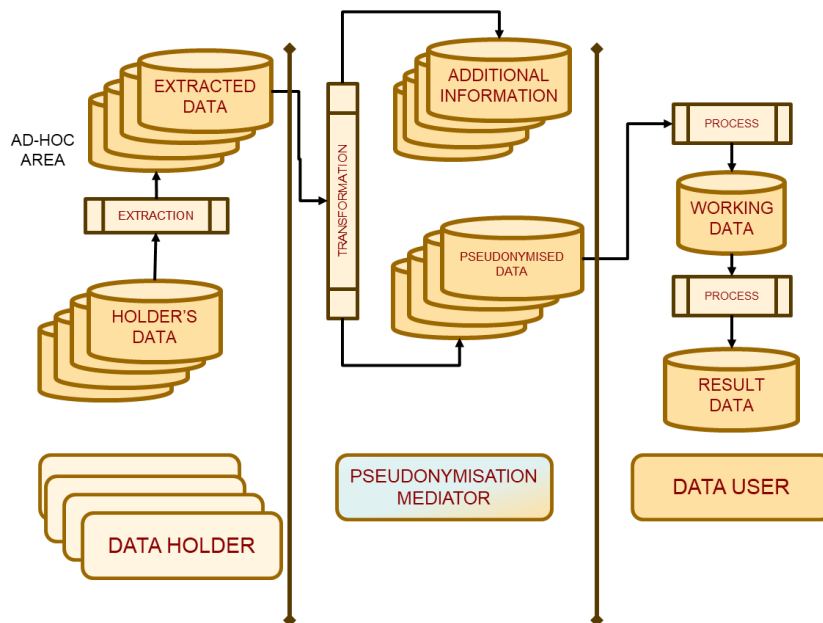 EXTRACTED
DATA
AD-HOC
AREA
EXTRACTION
HOLDER'S
DATA
DATA HOLDER
TRANSFORMATION
ADDITIONAL
INFORMATION
PSEUDONYMISED
DATA
PSEUDONYMISATION
MEDIATOR
PROCESS
WORKING
DATA
PROCESS
RESULT
DATA
DATA USER